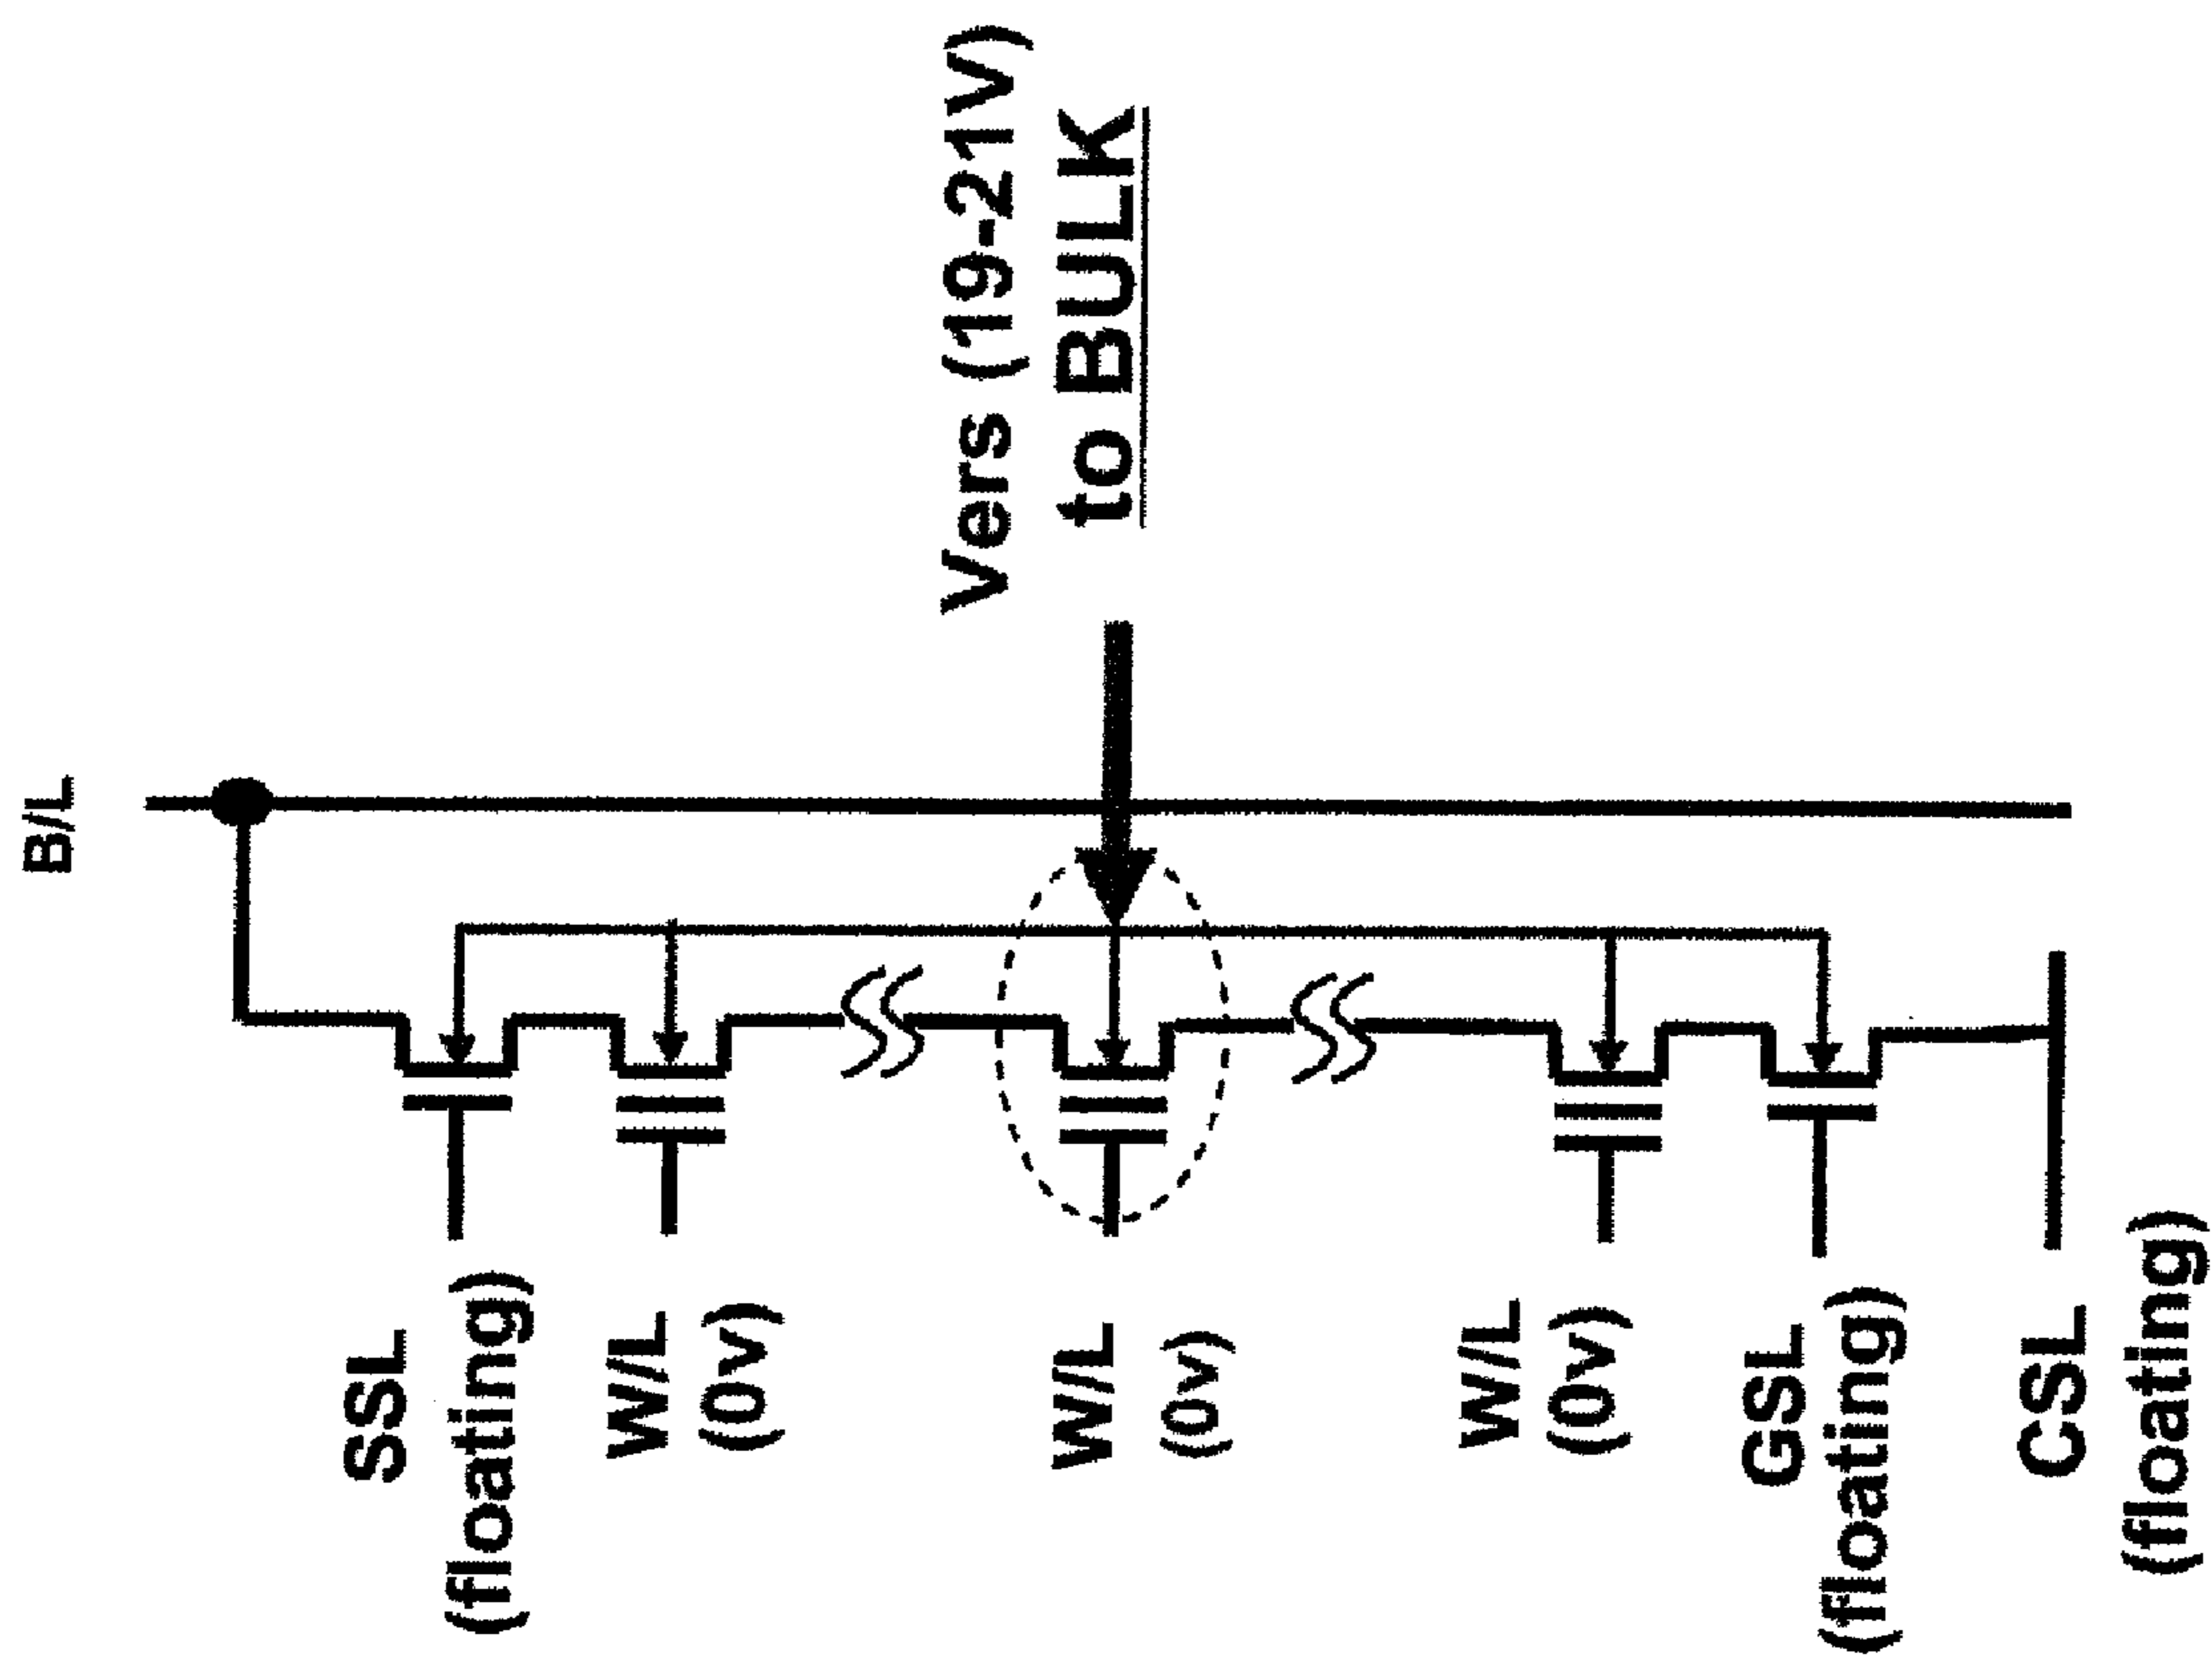 B/L
Vers (19-21V)
to BULK
SSL
(floating)
W/L
(0v)
W/L
(0v)
W/L
(0v)
GSL
(floating)
CSL
(floating)